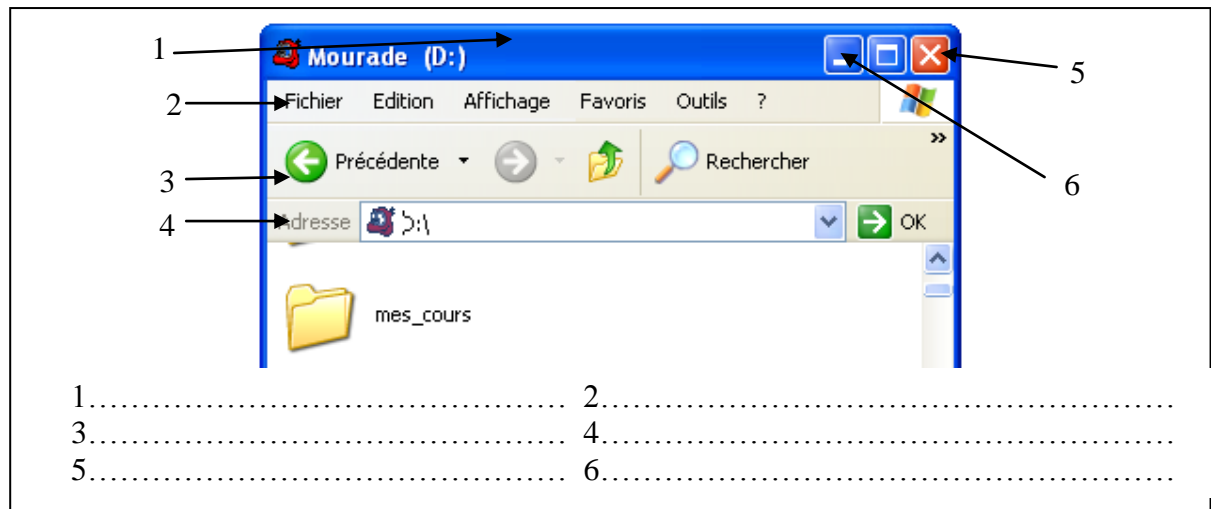 1
Mourade (D:)
5
2
Fichier Edition Affichage Favoris Outils ?
3
Précédente Rechercher »
6
4
Adresse D:\ OK
mes_cours
1………………………………………… 2…………………………………………………
3………………………………………… 4…………………………………………………
5………………………………………… 6…………………………………………………